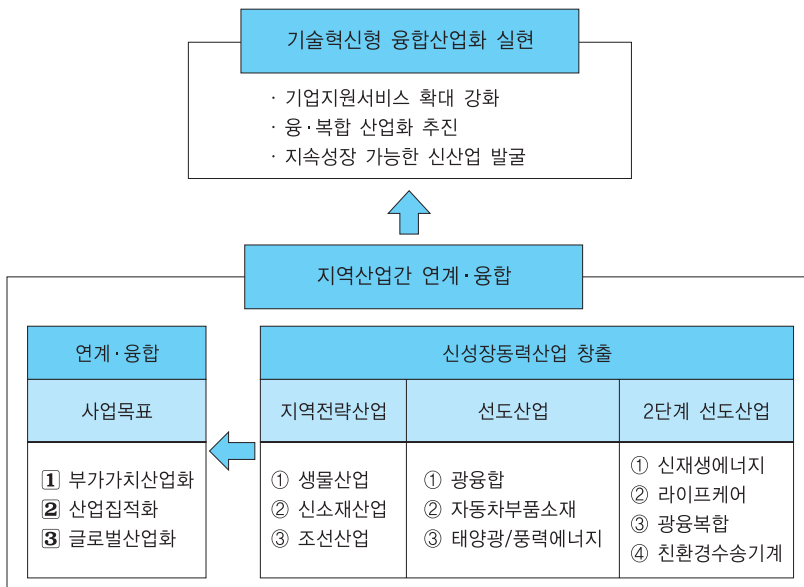 기술혁신형 융합산업화 실현
· 기업지원서비스 확대 강화
· 융·복합 산업화 추진
· 지속성장 가능한 신산업 발굴
지역산업간 연계·융합
연계·융합
사업목표
1 부가가치산업화
2 산업집적화
3 글로벌산업화
신성장동력산업 창출
지역전략산업
① 생물산업
② 신소재산업
③ 조선산업
선도산업
① 광융합
② 자동차부품소재
③ 태양광/풍력에너지
2단계 선도산업
① 신재생에너지
② 라이프케어
③ 광융복합
④ 친환경수송기계